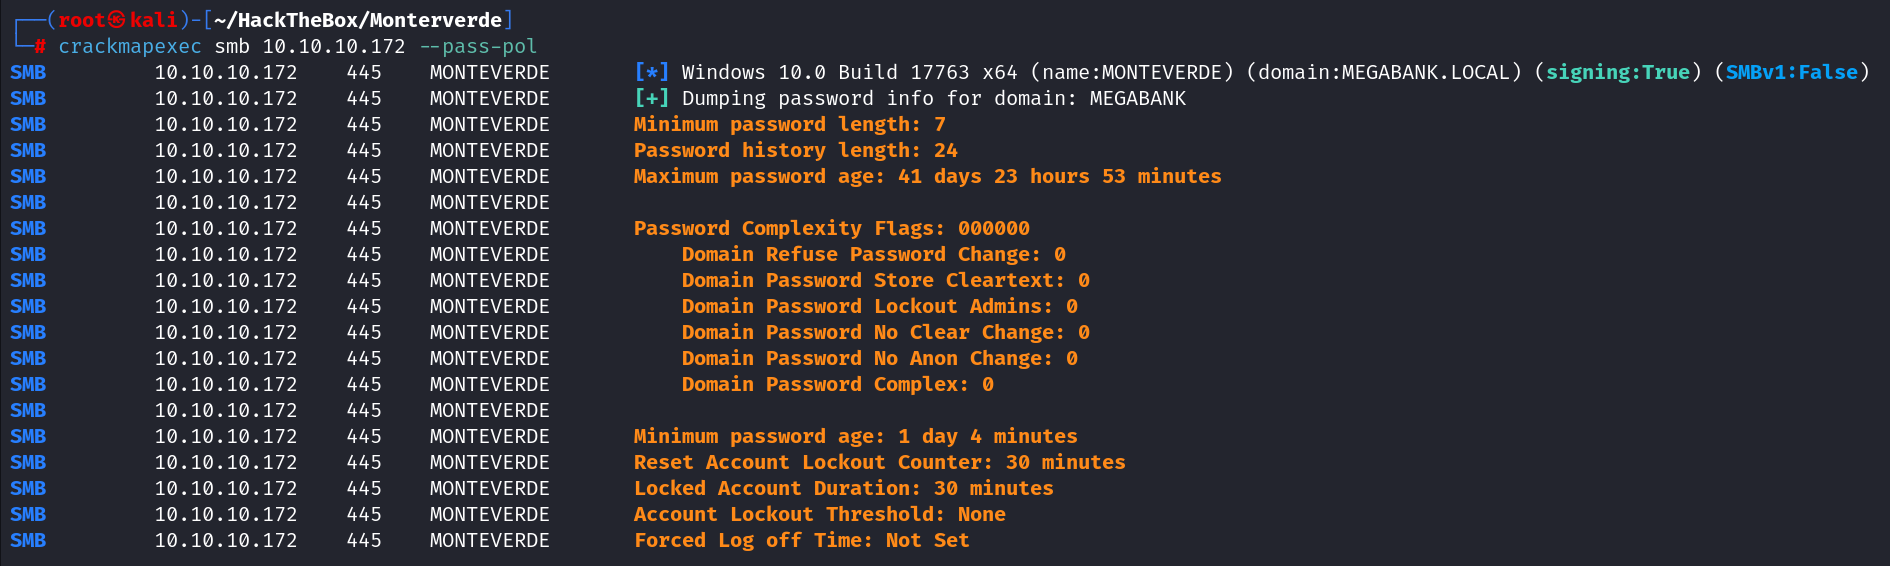 ┌──(root㉿kali)-[~/HackTheBox/Monterverde]
└─# crackmapexec smb 10.10.10.172 --pass-pol
SMB 10.10.10.172 445 MONTEVERDE [*] Windows 10.0 Build 17763 x64 (name:MONTEVERDE) (domain:MEGABANK.LOCAL) (signing:True) (SMBv1:False)
SMB 10.10.10.172 445 MONTEVERDE [+] Dumping password info for domain: MEGABANK
SMB 10.10.10.172 445 MONTEVERDE Minimum password length: 7
SMB 10.10.10.172 445 MONTEVERDE Password history length: 24
SMB 10.10.10.172 445 MONTEVERDE Maximum password age: 41 days 23 hours 53 minutes
SMB 10.10.10.172 445 MONTEVERDE
SMB 10.10.10.172 445 MONTEVERDE Password Complexity Flags: 000000
SMB 10.10.10.172 445 MONTEVERDE Domain Refuse Password Change: 0
SMB 10.10.10.172 445 MONTEVERDE Domain Password Store Cleartext: 0
SMB 10.10.10.172 445 MONTEVERDE Domain Password Lockout Admins: 0
SMB 10.10.10.172 445 MONTEVERDE Domain Password No Clear Change: 0
SMB 10.10.10.172 445 MONTEVERDE Domain Password No Anon Change: 0
SMB 10.10.10.172 445 MONTEVERDE Domain Password Complex: 0
SMB 10.10.10.172 445 MONTEVERDE
SMB 10.10.10.172 445 MONTEVERDE Minimum password age: 1 day 4 minutes
SMB 10.10.10.172 445 MONTEVERDE Reset Account Lockout Counter: 30 minutes
SMB 10.10.10.172 445 MONTEVERDE Locked Account Duration: 30 minutes
SMB 10.10.10.172 445 MONTEVERDE Account Lockout Threshold: None
SMB 10.10.10.172 445 MONTEVERDE Forced Log off Time: Not Set